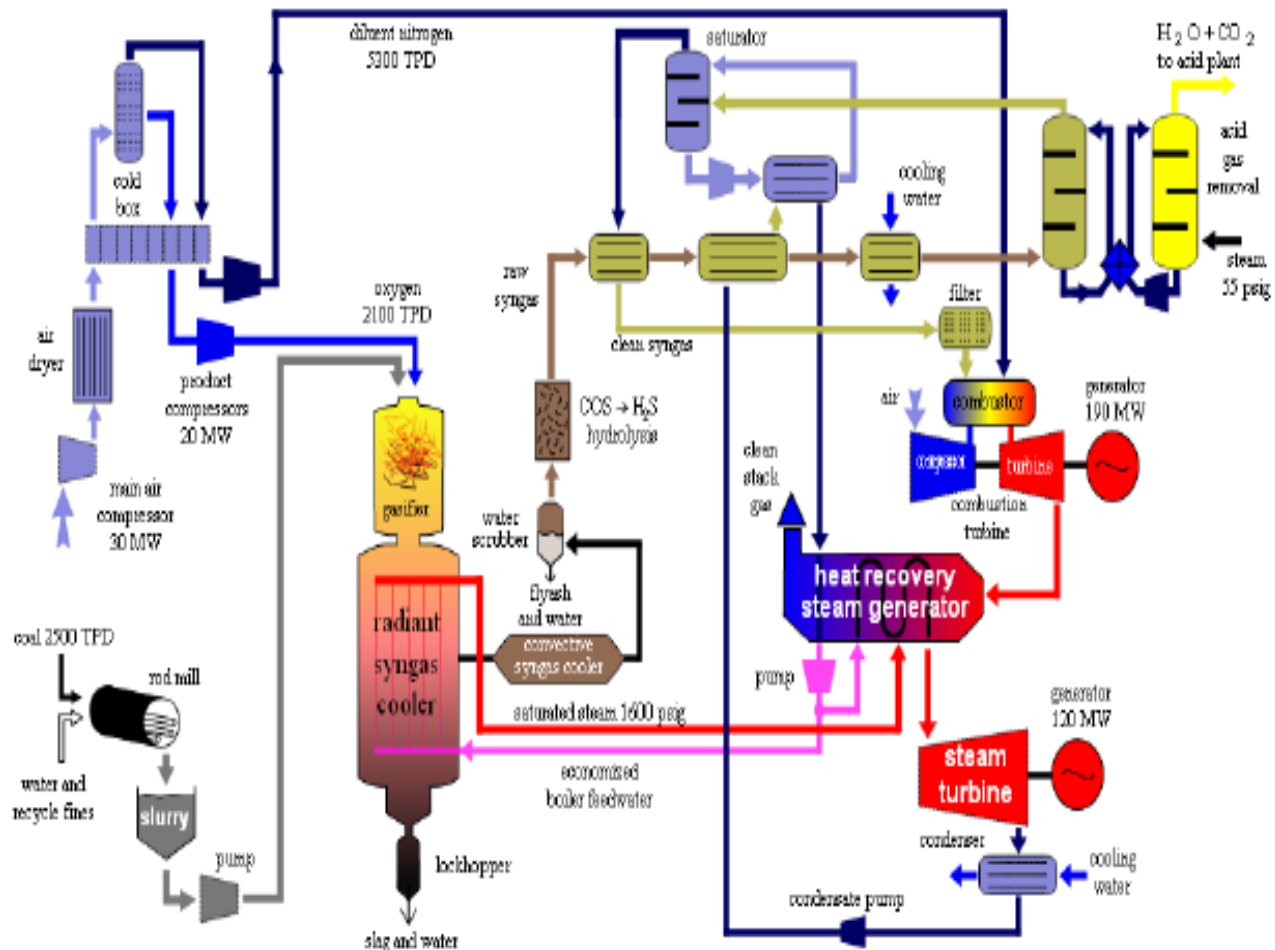 diluent nitrogen
5300 TPD
saturator
H₂O + CO₂
to acid plant
acid
gas
removal
steam
55 psig
cold
box
cooling
water
raw
syngas
oxygen
2100 TPD
air
dryer
product
compressors
20 MW
main air
compressor
30 MW
filter
clean syngas
COS → H₂S
hydrolysis
air
combustor
generator
190 MW
compressor
turbine
combustion
turbine
clean
stack
gas
gasifier
water
scrubber
flyash
and water
heat recovery
steam generator
radiant
syngas
cooler
convective
syngas cooler
coal 2500 TPD
rod mill
water and
recycle fines
slurry
pump
saturated steam 1600 psig
economized
boiler feedwater
pump
generator
120 MW
steam
turbine
condenser
cooling
water
condensate pump
lockhopper
slag and water